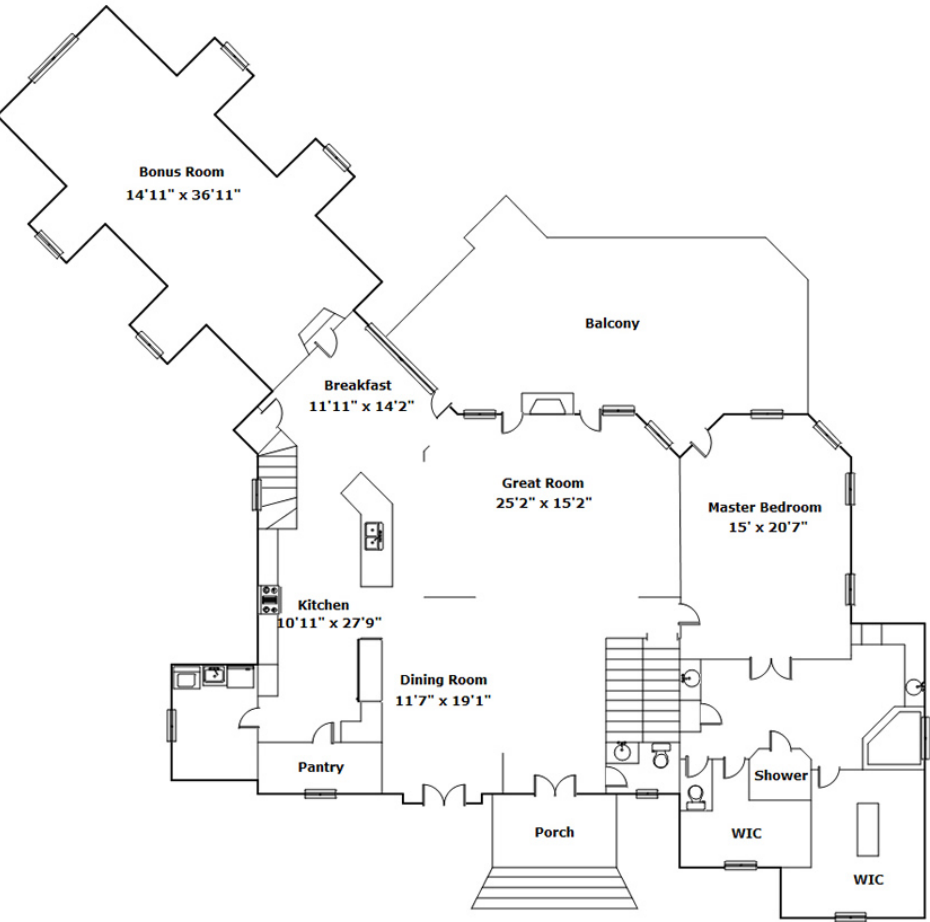 Bonus Room
14'11" x 36'11"
Balcony
Breakfast
11'11" x 14'2"
Great Room
25'2" x 15'2"
Master Bedroom
15' x 20'7"
Kitchen
10'11" x 27'9"
Dining Room
11'7" x 19'1"
Pantry
Shower
Porch
WIC
WIC